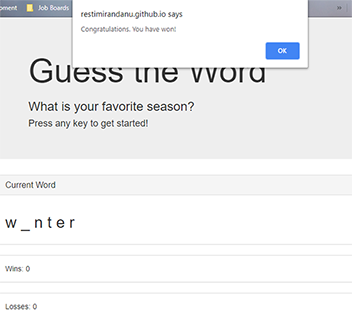 oment Job Boards
restimirandanu.github.io says
Congratulations. You have won!
OK
Guess the Word
What is your favorite season?
Press any key to get started!
Current Word
w _ n t e r
Wins: 0
Losses: 0